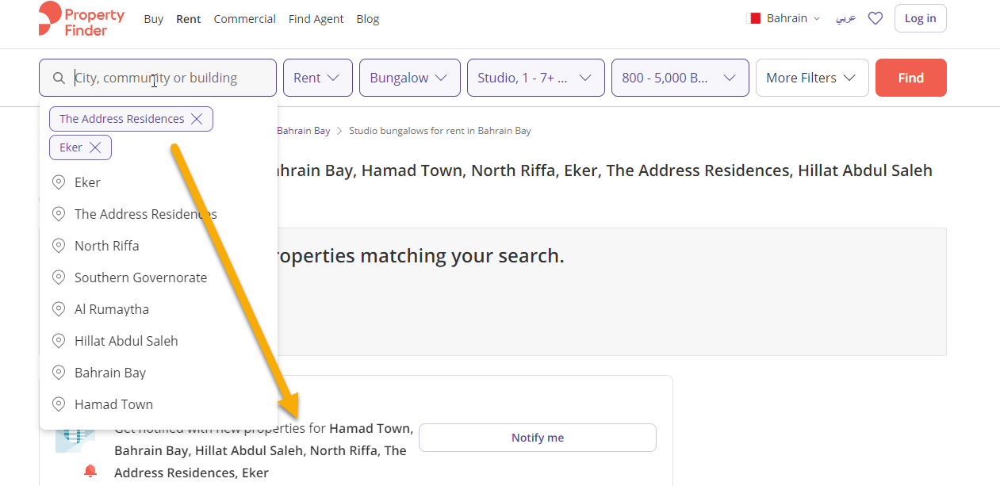 Property Finder
Buy Rent Commercial Find Agent Blog
Bahrain عربي Log in
City, community or building
Rent Bungalow Studio, 1 - 7+ ... 800 - 5,000 B... More Filters Find
The Address Residences
Eker
Bahrain Bay > Studio bungalows for rent in Bahrain Bay
hrain Bay, Hamad Town, North Riffa, Eker, The Address Residences, Hillat Abdul Saleh
Eker
The Address Residences
North Riffa
roperties matching your search.
Southern Governorate
Al Rumaytha
Hillat Abdul Saleh
Bahrain Bay
Hamad Town
Get notified with new properties for Hamad Town,
Bahrain Bay, Hillat Abdul Saleh, North Riffa, The
Address Residences, Eker
Notify me